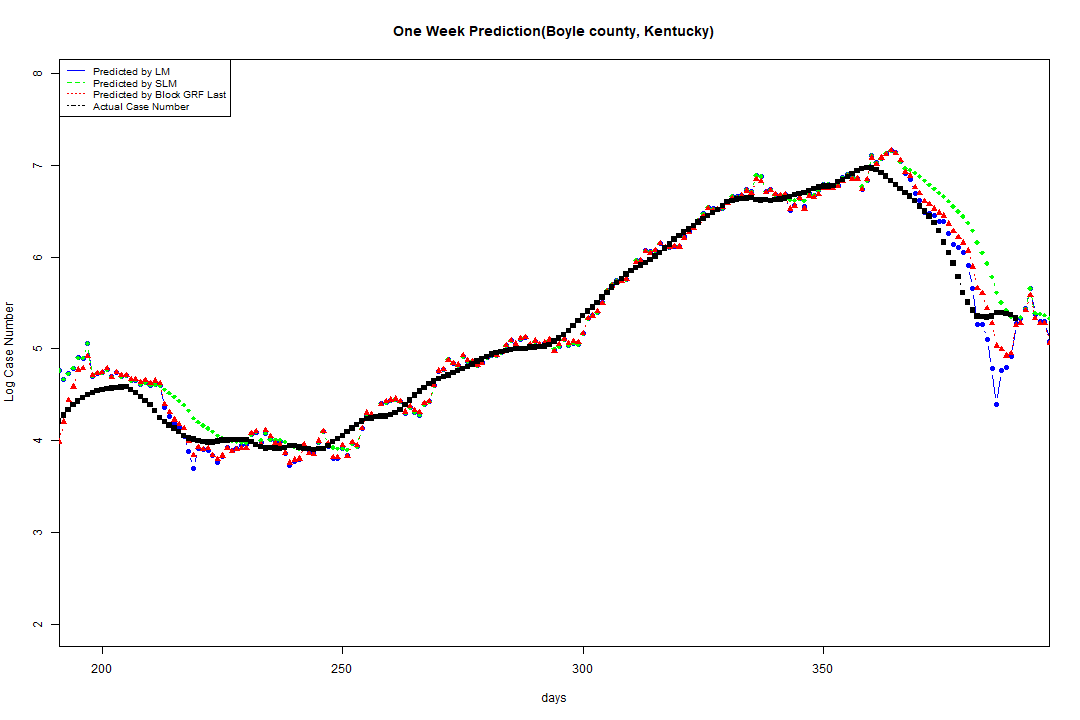 One Week Prediction(Boyle county, Kentucky)
Predicted by LM
Predicted by SLM
Predicted by Block GRF Last
Actual Case Number
8
7
6
5
4
3
2
Log Case Number
200 250 300 350
days